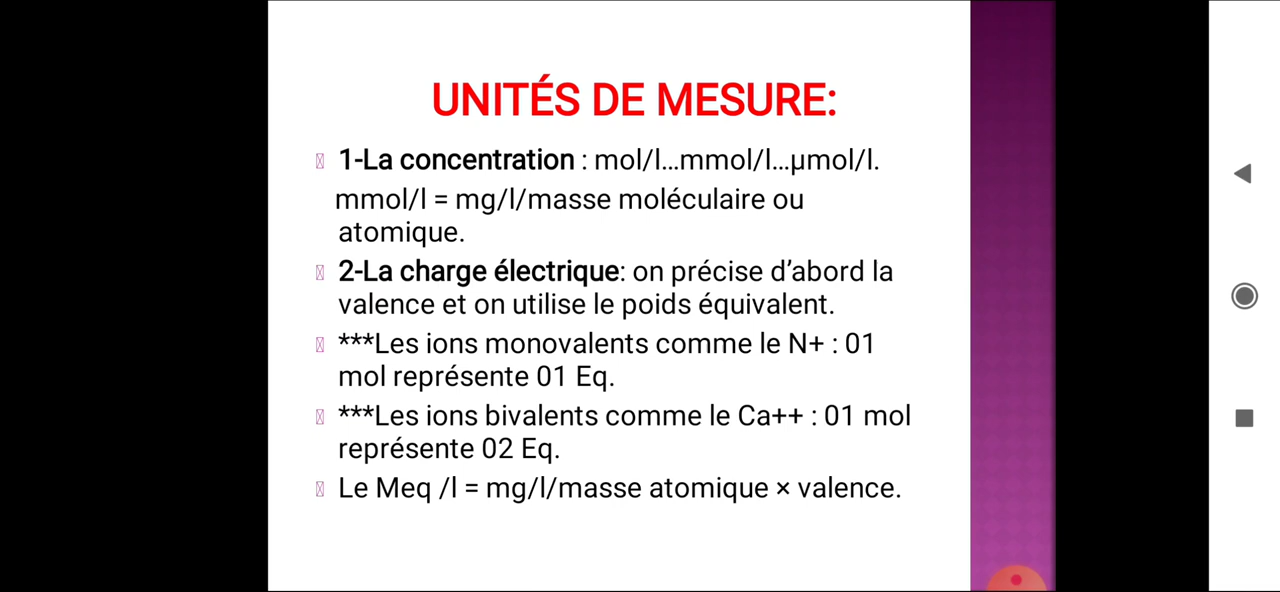 UNITÉS DE MESURE:
1-La concentration : mol/l...mmol/l...µmol/l.
mmol/l = mg/l/masse moléculaire ou
atomique.
2-La charge électrique: on précise d’abord la
valence et on utilise le poids équivalent.
***Les ions monovalents comme le N+ : 01
mol représente 01 Eq.
***Les ions bivalents comme le Ca++ : 01 mol
représente 02 Eq.
Le Meq /l = mg/l/masse atomique × valence.